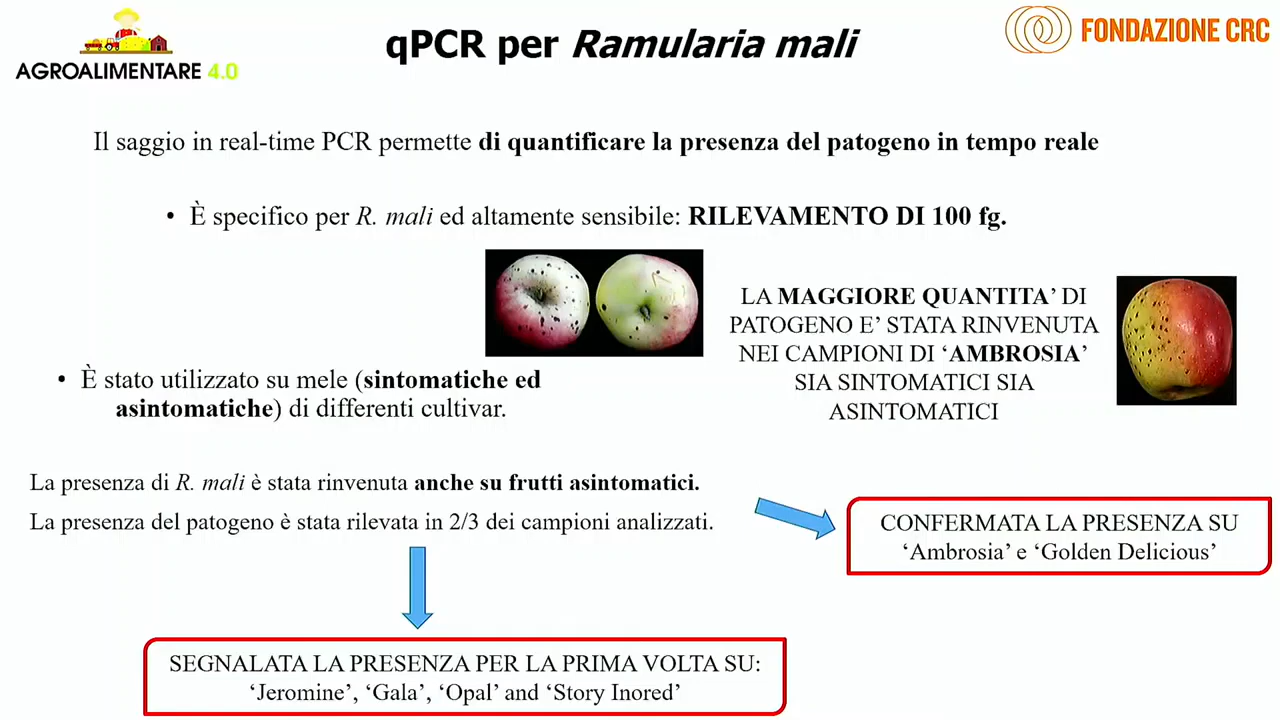 AGROALIMENTARE 4.0
qPCR per Ramularia mali
FONDAZIONE CRC
Il saggio in real-time PCR permette di quantificare la presenza del patogeno in tempo reale
• È specifico per R. mali ed altamente sensibile: RILEVAMENTO DI 100 fg.
LA MAGGIORE QUANTITA’ DI
PATOGENO E’ STATA RINVENUTA
NEI CAMPIONI DI ‘AMBROSIA’
SIA SINTOMATICI SIA
ASINTOMATICI
• È stato utilizzato su mele (sintomatiche ed
asintomatiche) di differenti cultivar.
La presenza di R. mali è stata rinvenuta anche su frutti asintomatici.
La presenza del patogeno è stata rilevata in 2/3 dei campioni analizzati.
CONFERMATA LA PRESENZA SU
‘Ambrosia’ e ‘Golden Delicious’
SEGNALATA LA PRESENZA PER LA PRIMA VOLTA SU:
‘Jeromine’, ‘Gala’, ‘Opal’ and ‘Story Inored’